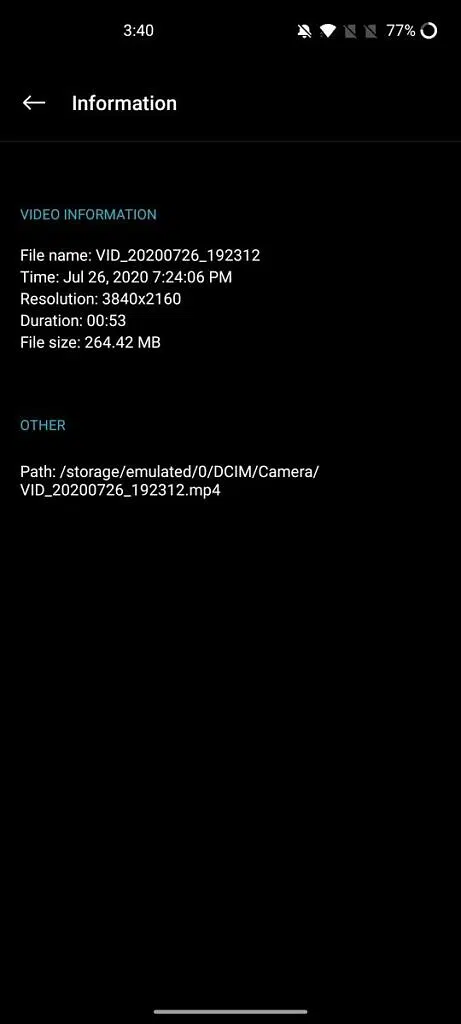 3:40 77%
Information
VIDEO INFORMATION
File name: VID_20200726_192312
Time: Jul 26, 2020 7:24:06 PM
Resolution: 3840x2160
Duration: 00:53
File size: 264.42 MB
OTHER
Path: /storage/emulated/0/DCIM/Camera/
VID_20200726_192312.mp4